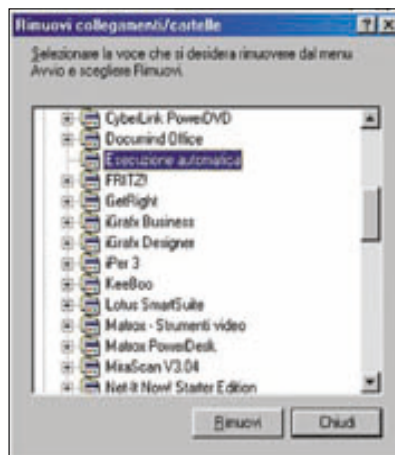 Rimuovi collegamenti/cartelle
Selezionare la voce che si desidera rimuovere dal menu
Avvio e scegliere Rimuovi.
CyberLink PowerDVD
Documind Office
Esecuzione automatica
FRITZ!
GetRight
iGrafx Business
iGrafx Designer
iPer 3
KeeBoo
Lotus SmartSuite
Matrox - Strumenti video
Matrox PowerDesk
MiraScan V3.04
Net-It Now! Starter Edition
Rimuovi Chiudi